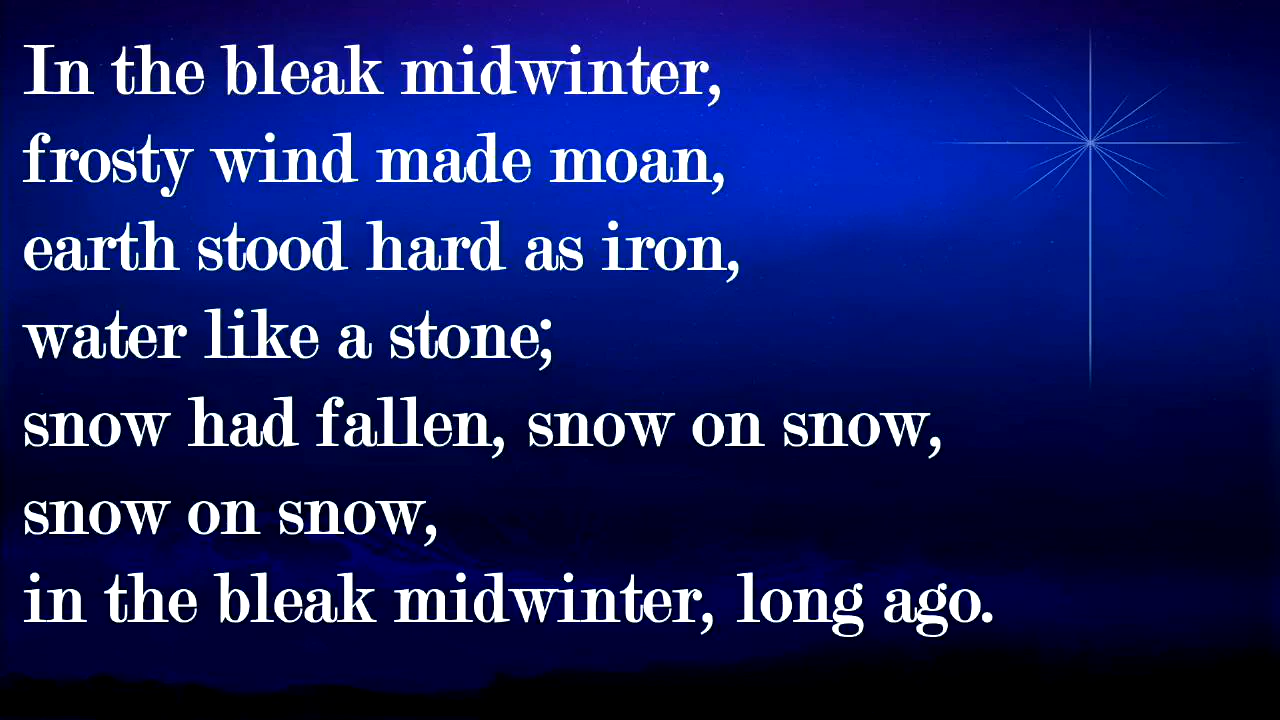 In the bleak midwinter,
frosty wind made moan,
earth stood hard as iron,
water like a stone;
snow had fallen, snow on snow,
snow on snow,
in the bleak midwinter, long ago.